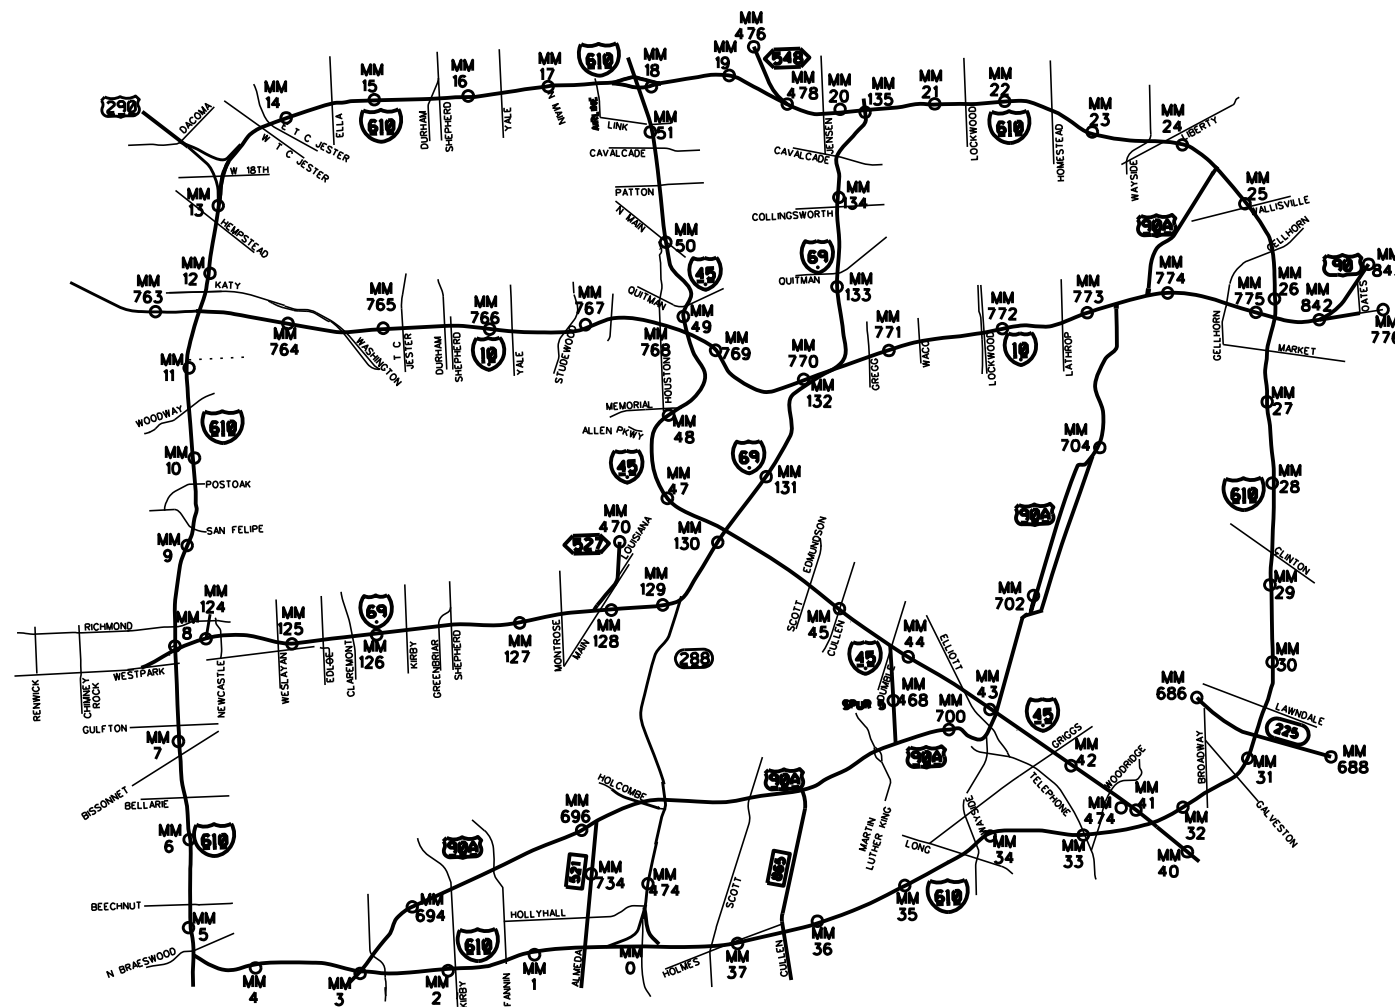 MM
476
548
MM
19
MM
18
610
MM
17
MM
16
MM
15
MM
14
290
DACOMA
E T C JESTER
W T C JESTER
ELLA
610
DURHAM
SHEPHERD
YALE
N MAIN
AIRLINE
LINK
MM
51
MM
478
MM
20
JENSEN
MM
135
MM
21
LOCKWOOD
MM
22
610
HOMESTEAD
MM
23
MM
24
WAYSIDE
LIBERTY
CAVALCADE
CAVALCADE
W 18TH
MM
13
HEMPSTEAD
PATTON
N MAIN
MM
50
COLLINGSWORTH
MM
134
MM
25
WALLISVILLE
90A
GELLHORN
45
69
QUITMAN
QUITMAN
MM
133
MM
12
KATY
MM
763
MM
764
MM
765
MM
766
MM
767
MM
768
MM
49
MM
769
MM
770
MM
132
MM
771
MM
772
MM
773
MM
774
MM
775
MM
26
MM
842
90
MM
OATES
MM
776
WASHINGTON
T C
JESTER
DURHAM
SHEPHERD
10
YALE
STUDEWOOD
HOUSTON
GREGG
WACO
LOCKWOOD
10
LATHROP
GELLHORN
MARKET
MM
11
WOODWAY
610
MM
10
POSTOAK
SAN FELIPE
MM
9
MEMORIAL
ALLEN PKWY
MM
48
45
MM
47
69
MM
131
MM
130
MM
704
90A
MM
702
MM
27
MM
28
610
CLINTON
MM
29
MM
30
MM
470
527
LOUISIANA
MM
129
MM
128
MM
127
MONTROSE
MAIN
SHEPHERD
GREENBRIAR
KIRBY
69
MM
126
CLAREMONT
EDLOE
MM
125
WESLAYAN
MM
124
MM
8
RICHMOND
WESTPARK
RENWICK
CHIMNEY
ROCK
NEWCASTLE
GULFTON
MM
7
BISSONNET
BELLARIE
MM
6
610
BEECHNUT
MM
5
N BRAESWOOD
288
SCOTT
EDMUNDSON
MM
45
CULLEN
45
MM
44
ELLIOTT
DUMBLE
MM
468
SPUR 5
MM
43
45
MM
700
90A
GRIGGS
MM
42
TELEPHONE
WAYSIDE
WOODRIDGE
MM
474
MM
41
MM
40
MM
686
LAWNDALE
225
MM
688
BROADWAY
GALVESTON
MM
31
MM
32
MM
33
MM
34
LONG
MARTIN
LUTHER KING
MM
35
610
MM
36
CULLEN
865
90A
HOLCOMBE
MM
696
90A
521
MM
734
MM
474
SCOTT
MM
694
HOLLYHALL
610
MM
37
HOLMES
MM
0
ALMEDA
MM
1
FANNIN
KIRBY
MM
2
MM
3
MM
4